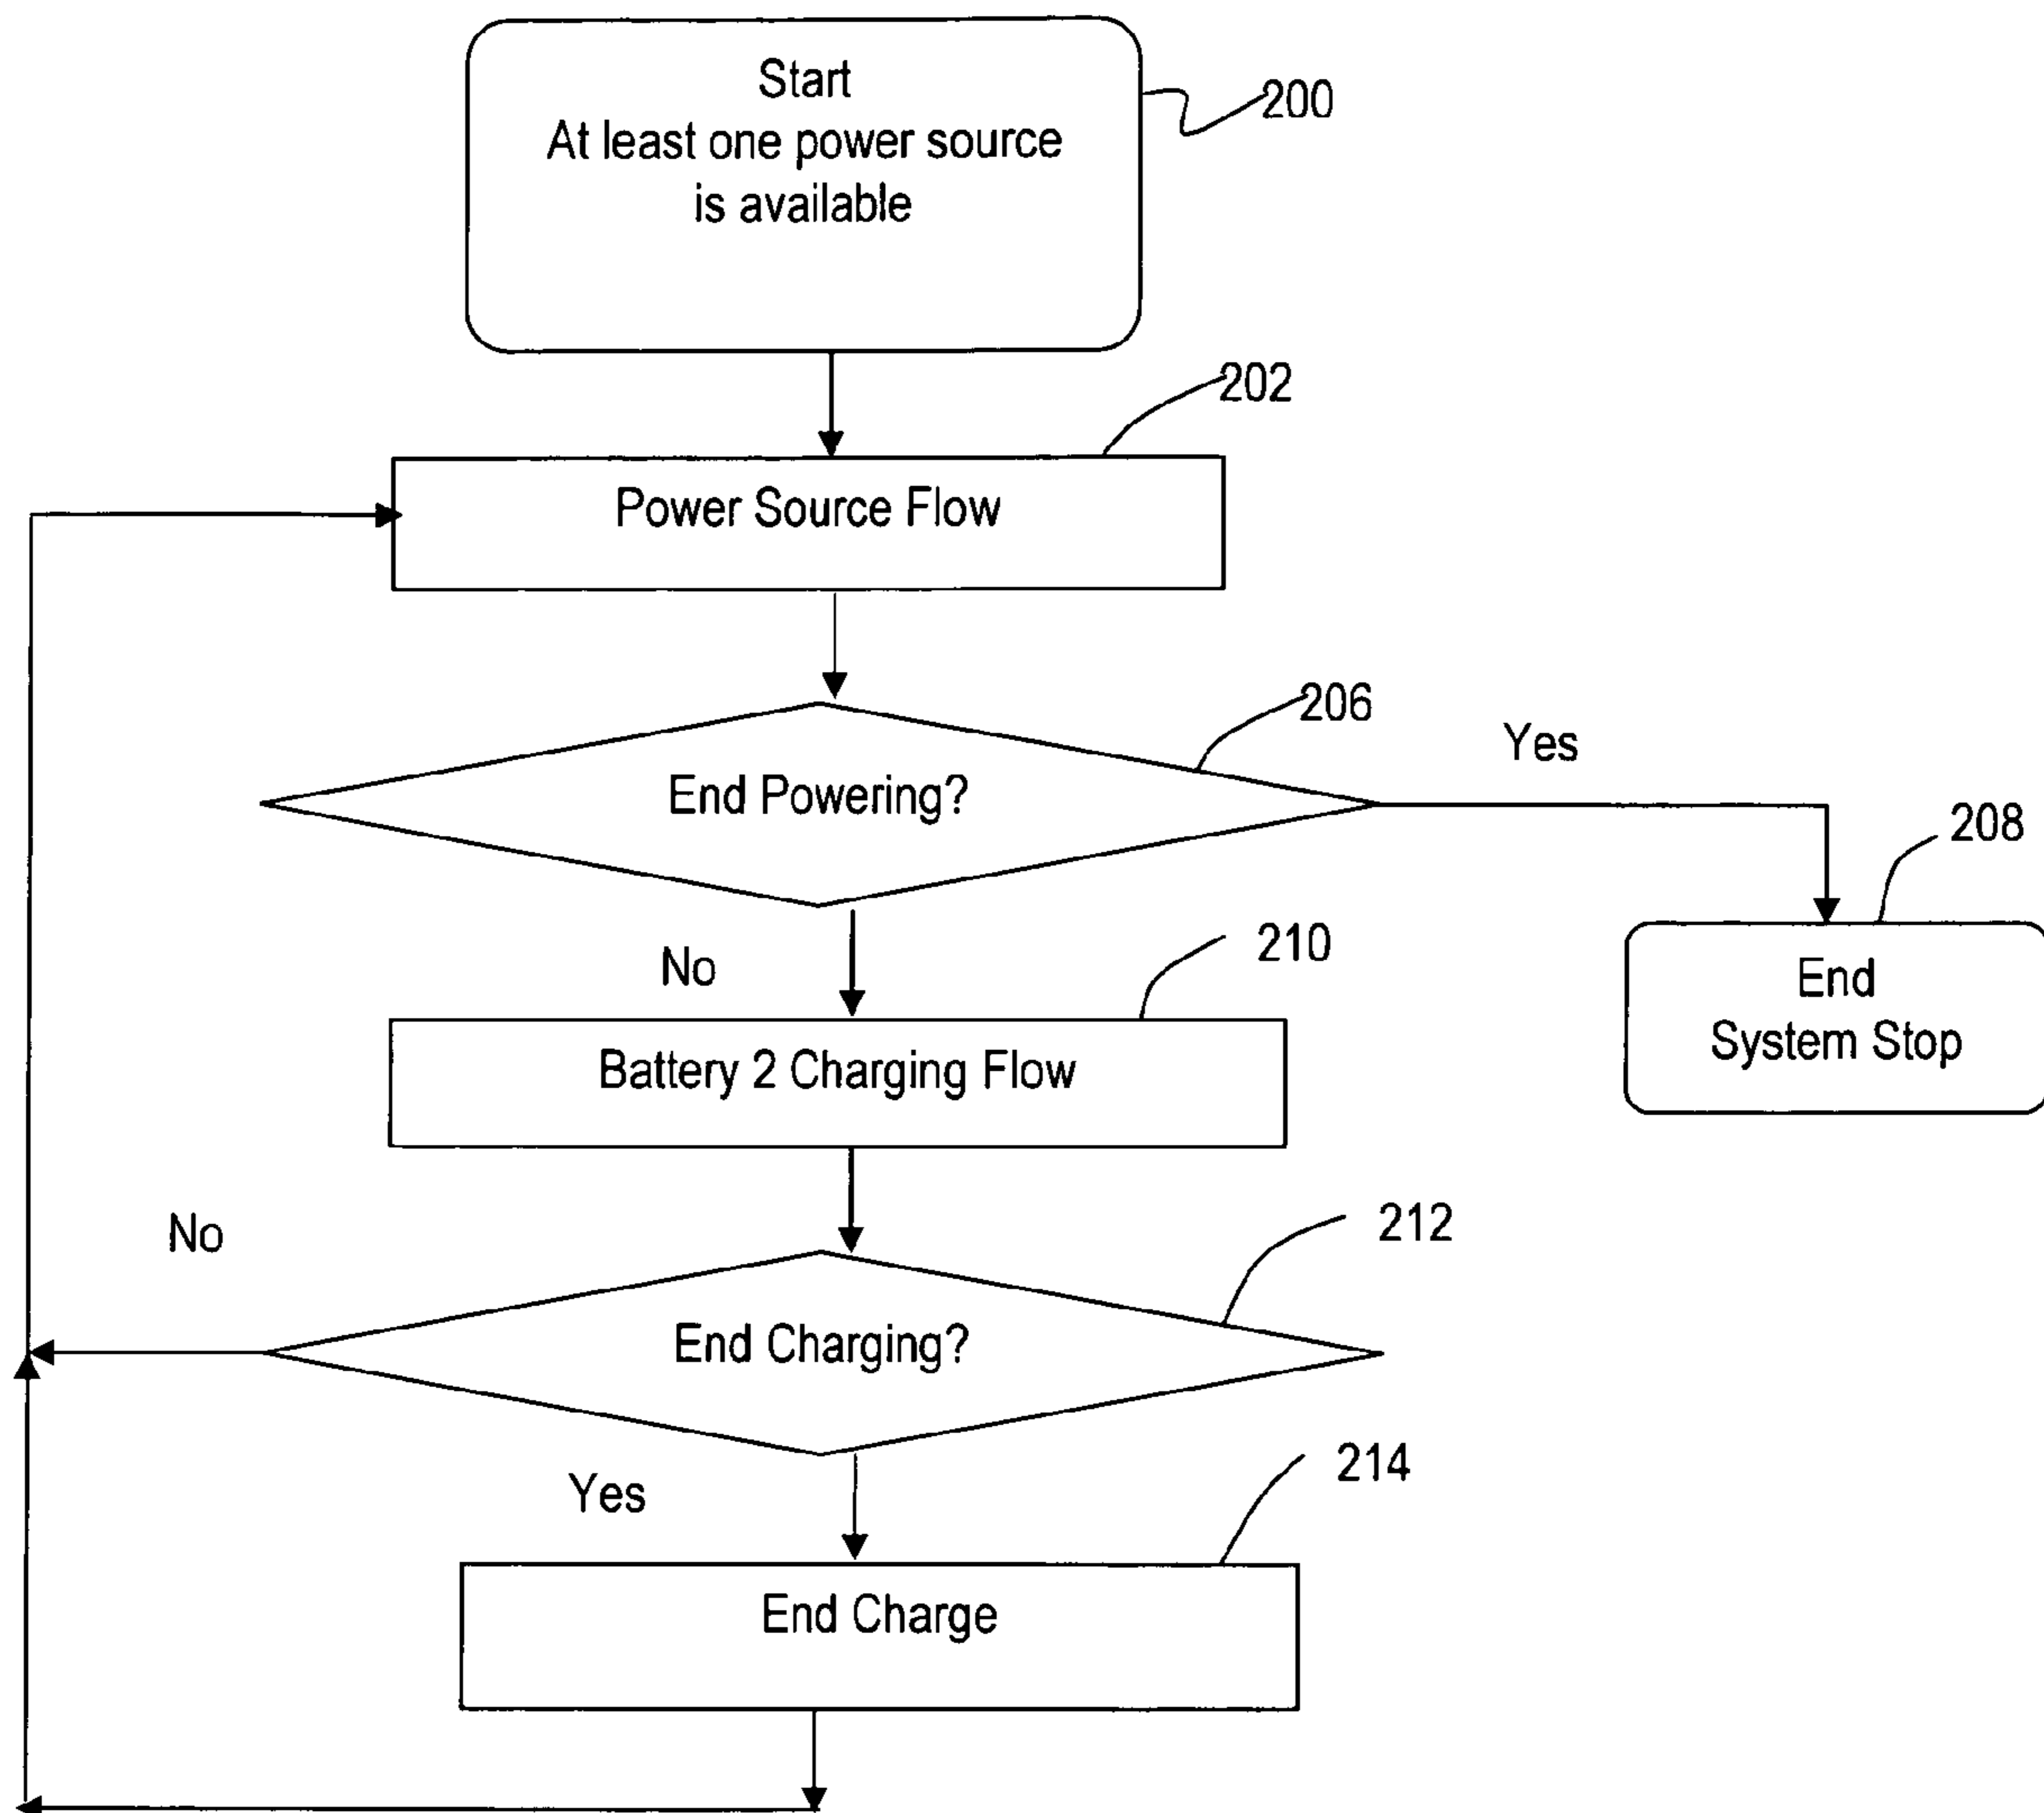 Start
At least one power source
is available
200
202
Power Source Flow
206
Yes
End Powering?
208
No
210
End
System Stop
Battery 2 Charging Flow
212
No
End Charging?
214
Yes
End Charge